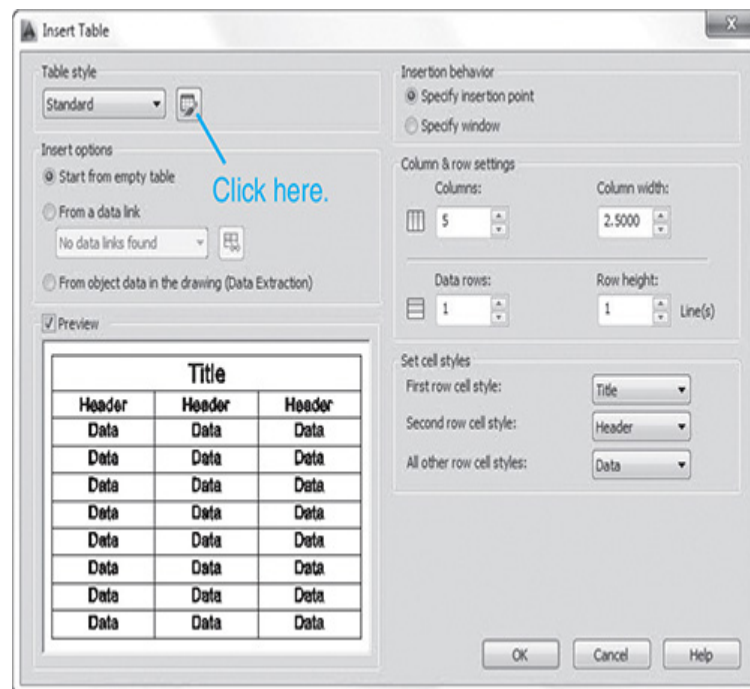 Insert Table
Table style
Standard
Click here.
Insert options
Start from empty table
From a data link
No data links found
From object data in the drawing (Data Extraction)
Preview
Title
Header Header Header
Data Data Data
Data Data Data
Data Data Data
Data Data Data
Data Data Data
Data Data Data
Data Data Data
Data Data Data
Insertion behavior
Specify insertion point
Specify window
Column & row settings
Columns: Column width:
5 2.5000
Data rows: Row height:
1 1 Line(s)
Set cell styles
First row cell style: Title
Second row cell style: Header
All other row cell styles: Data
OK Cancel Help